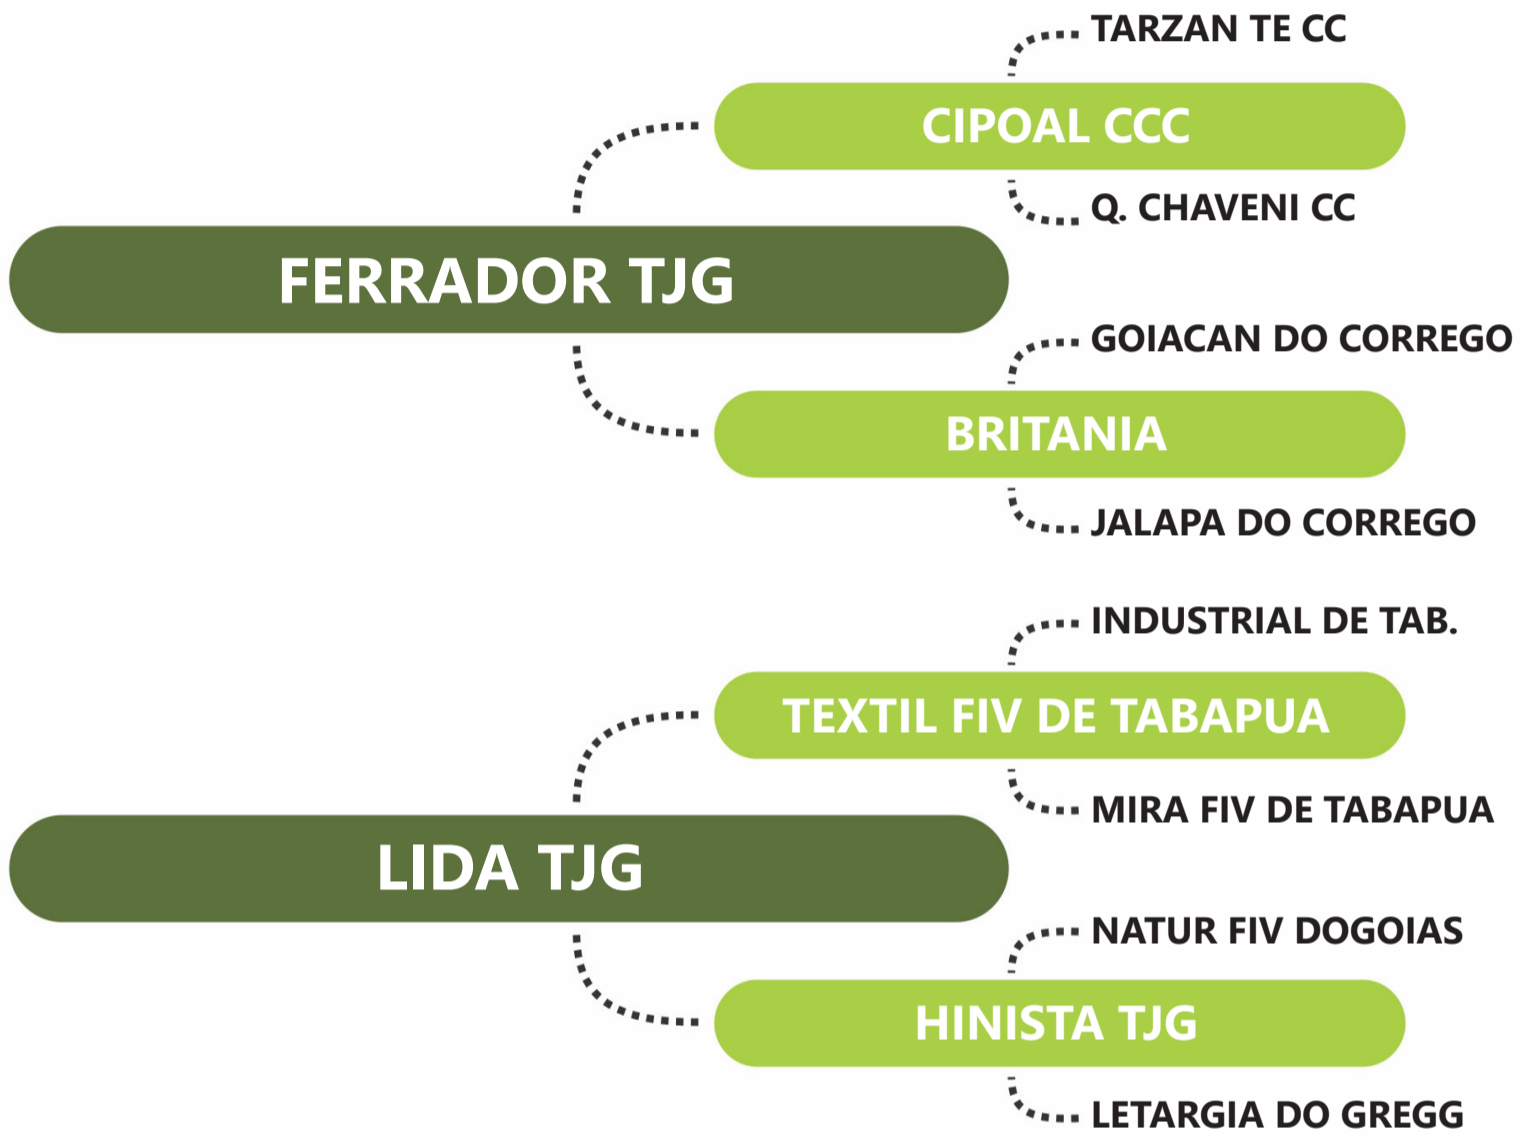 TARZAN TE CC
CIPOAL CCC
Q. CHAVENI CC
FERRADOR TJG
GOIACAN DO CORREGO
BRITANIA
JALAPA DO CORREGO
INDUSTRIAL DE TAB.
TEXTIL FIV DE TABAPUA
MIRA FIV DE TABAPUA
LIDA TJG
NATUR FIV DOGOIAS
HINISTA TJG
LETARGIA DO GREGG